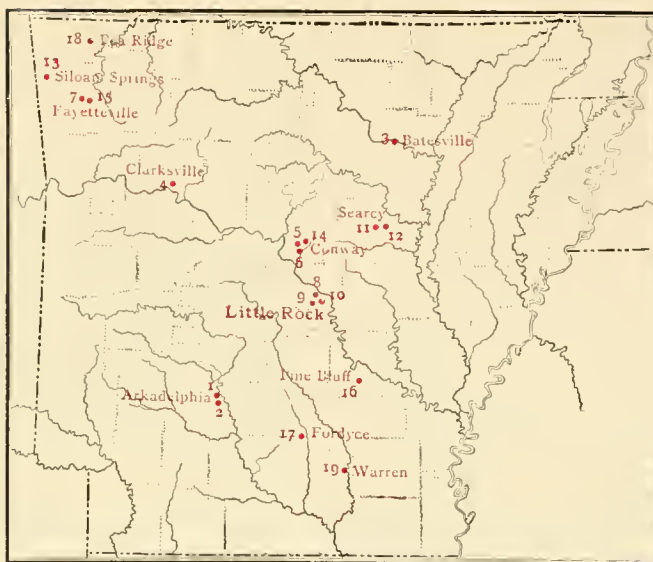 18 Pea Ridge
13
Siloam Springs
7 15
Fayetteville
3 Batesville
Clarksville
4
Searcy
11 12
5 14
Conway
6
8
9 10
Little Rock
Pine Bluff
16
1
Arkadelphia
2
17 Fordyce
19 Warren